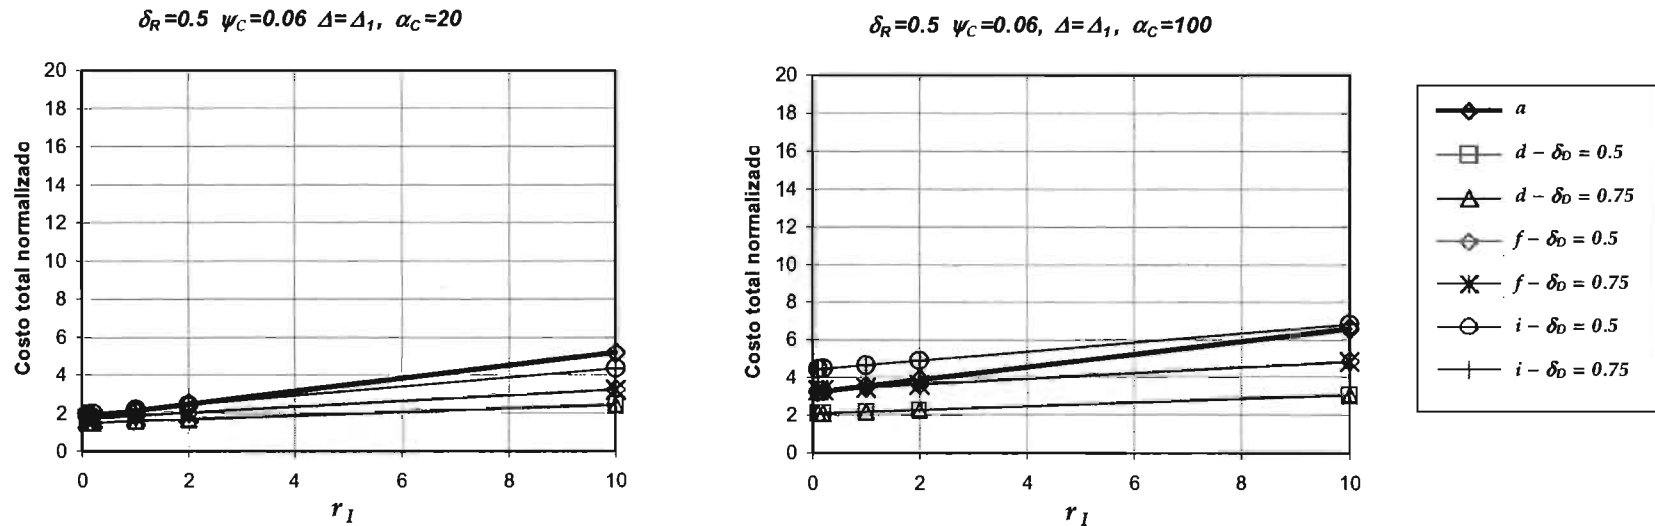 δR=0.5 ψC=0.06 Δ=Δ1, αC=20
Costo total normalizado
20
18
16
14
12
10
8
6
4
2
0
0 2 4 6 8 10
r I
δR=0.5 ψC=0.06, Δ=Δ1, αC=100
Costo total normalizado
20
18
16
14
12
10
8
6
4
2
0
0 2 4 6 8 10
r I
a
d – δD = 0.5
d – δD = 0.75
f – δD = 0.5
f – δD = 0.75
i – δD = 0.5
i – δD = 0.75